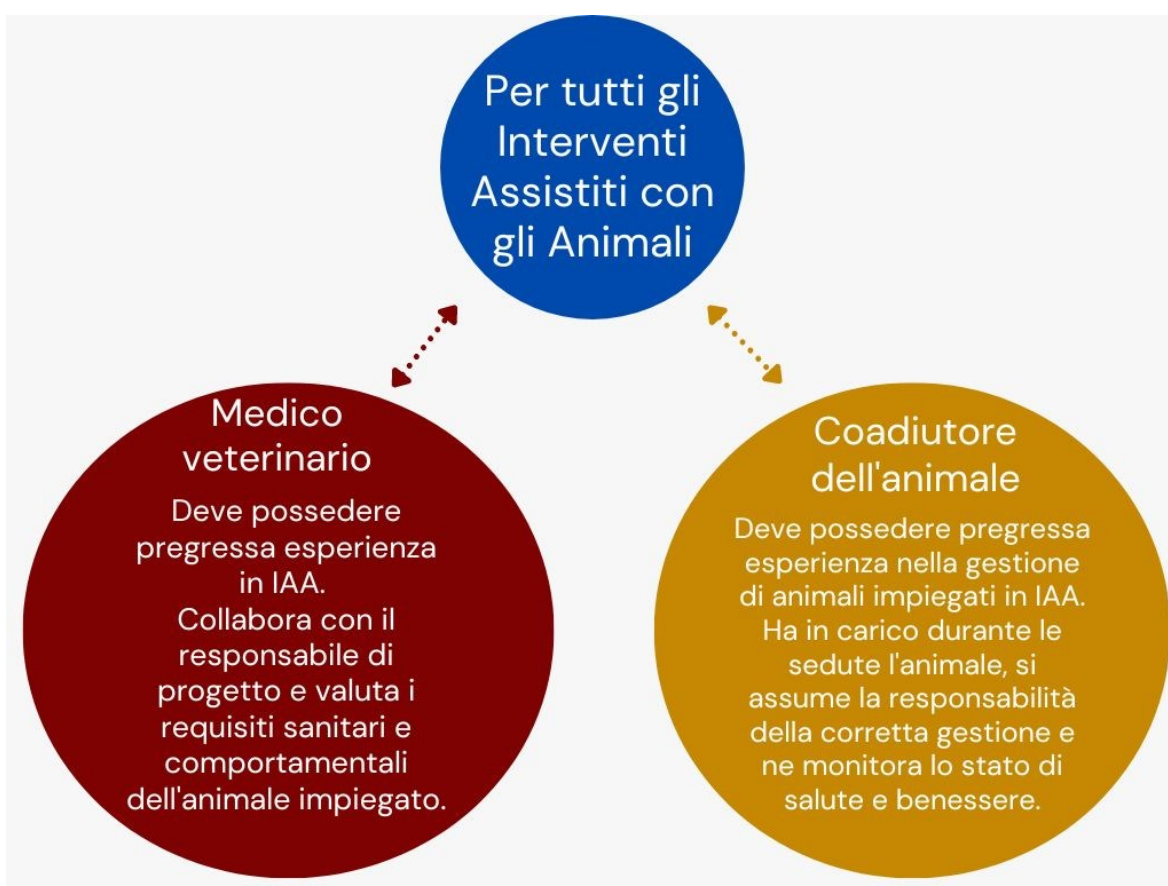 Per tutti gli
Interventi
Assistiti con
gli Animali
Medico
veterinario
Deve possedere
pregressa esperienza
in IAA.
Collabora con il
responsabile di
progetto e valuta i
requisiti sanitari e
comportamentali
dell'animale impiegato.
Coadiutore
dell'animale
Deve possedere pregressa
esperienza nella gestione
di animali impiegati in IAA.
Ha in carico durante le
sedute l'animale, si
assume la responsabilità
della corretta gestione e
ne monitora lo stato di
salute e benessere.